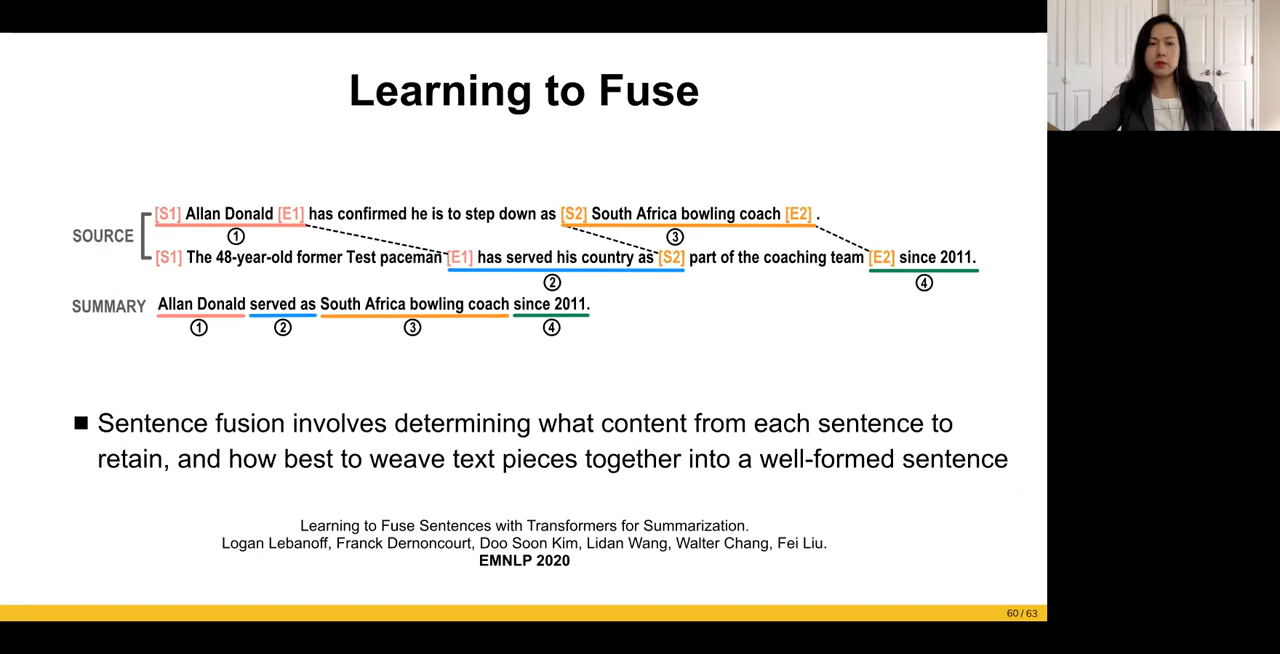 Learning to Fuse
[S1] Allan Donald [E1] has confirmed he is to step down as [S2] South Africa bowling coach [E2] .
SOURCE
① ③
[S1] The 48-year-old former Test paceman [E1] has served his country as [S2] part of the coaching team [E2] since 2011.
② ④
SUMMARY Allan Donald served as South Africa bowling coach since 2011.
① ② ③ ④
■ Sentence fusion involves determining what content from each sentence to
retain, and how best to weave text pieces together into a well-formed sentence
Learning to Fuse Sentences with Transformers for Summarization.
Logan Lebanoff, Franck Dernoncourt, Doo Soon Kim, Lidan Wang, Walter Chang, Fei Liu.
EMNLP 2020
60 / 63